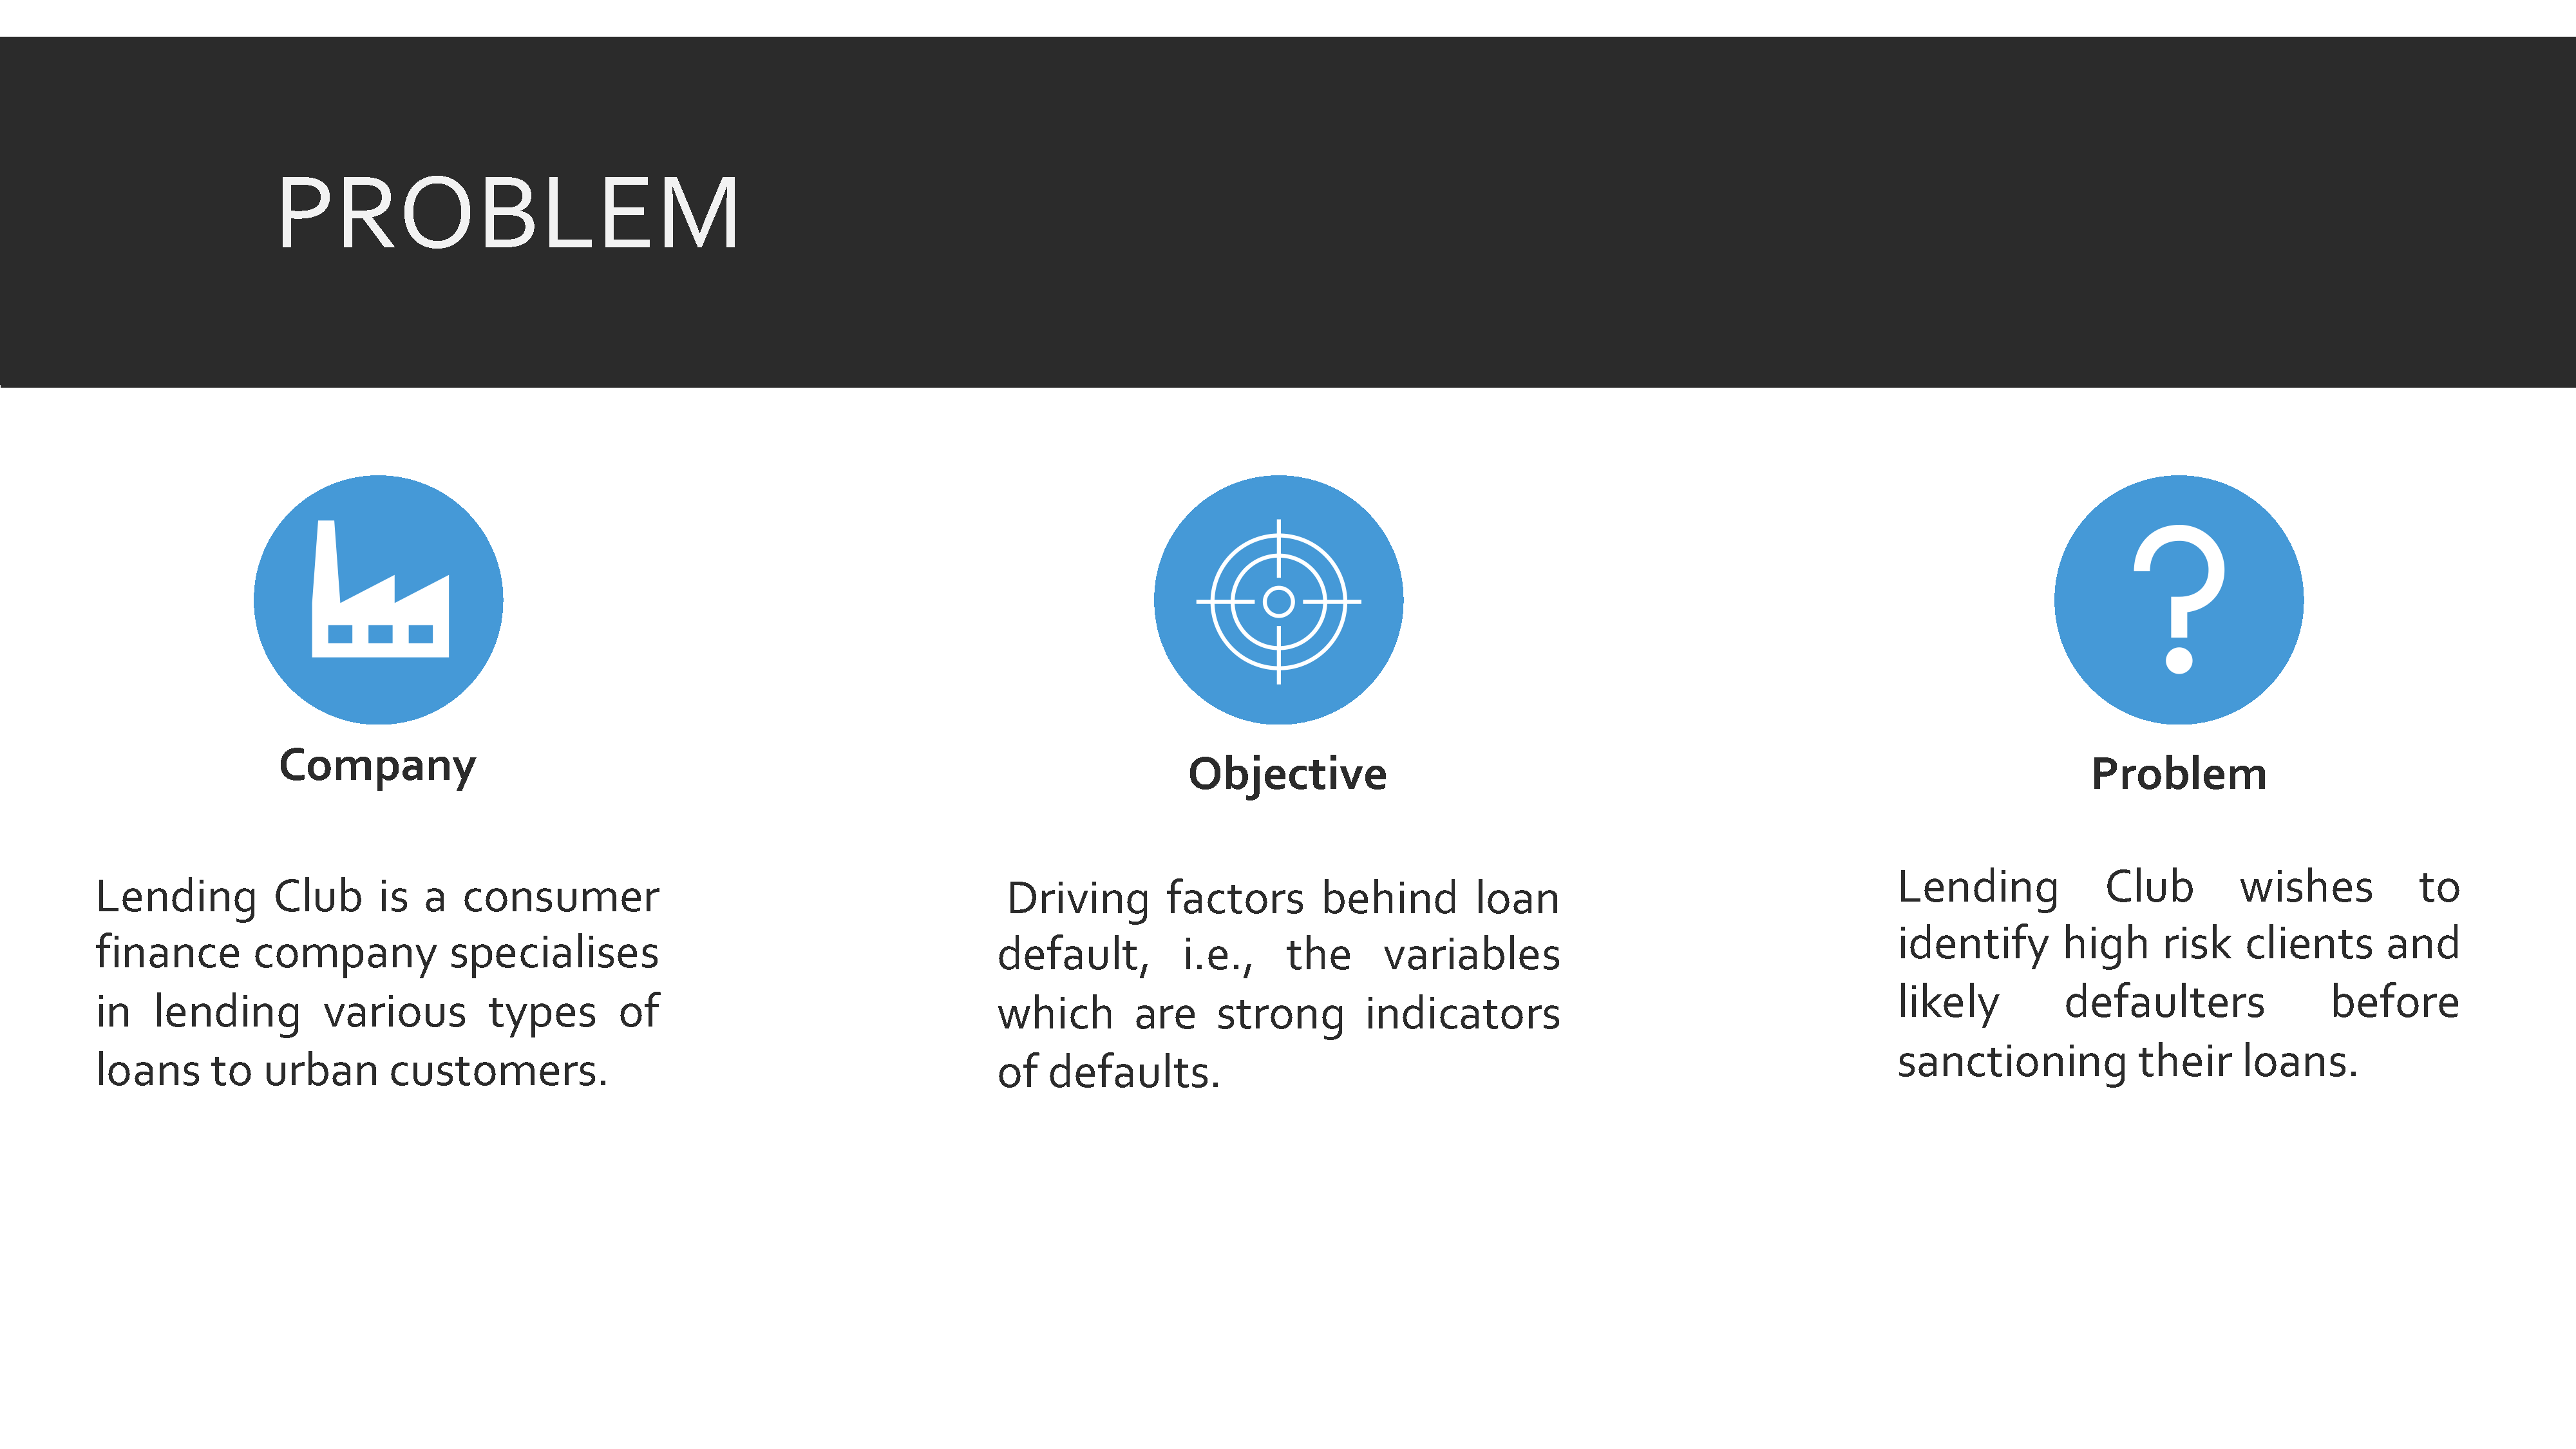 PROBLEM
Company
Lending Club is a consumer
finance company specialises
in lending various types of
loans to urban customers.
Objective
Driving factors behind loan
default, i.e., the variables
which are strong indicators
of defaults.
Problem
Lending Club wishes to
identify high risk clients and
likely defaulters before
sanctioning their loans.